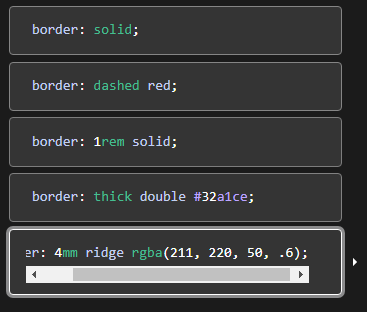 border: solid;
border: dashed red;
border: 1rem solid;
border: thick double #32a1ce;
er: 4mm ridge rgba(211, 220, 50, .6);